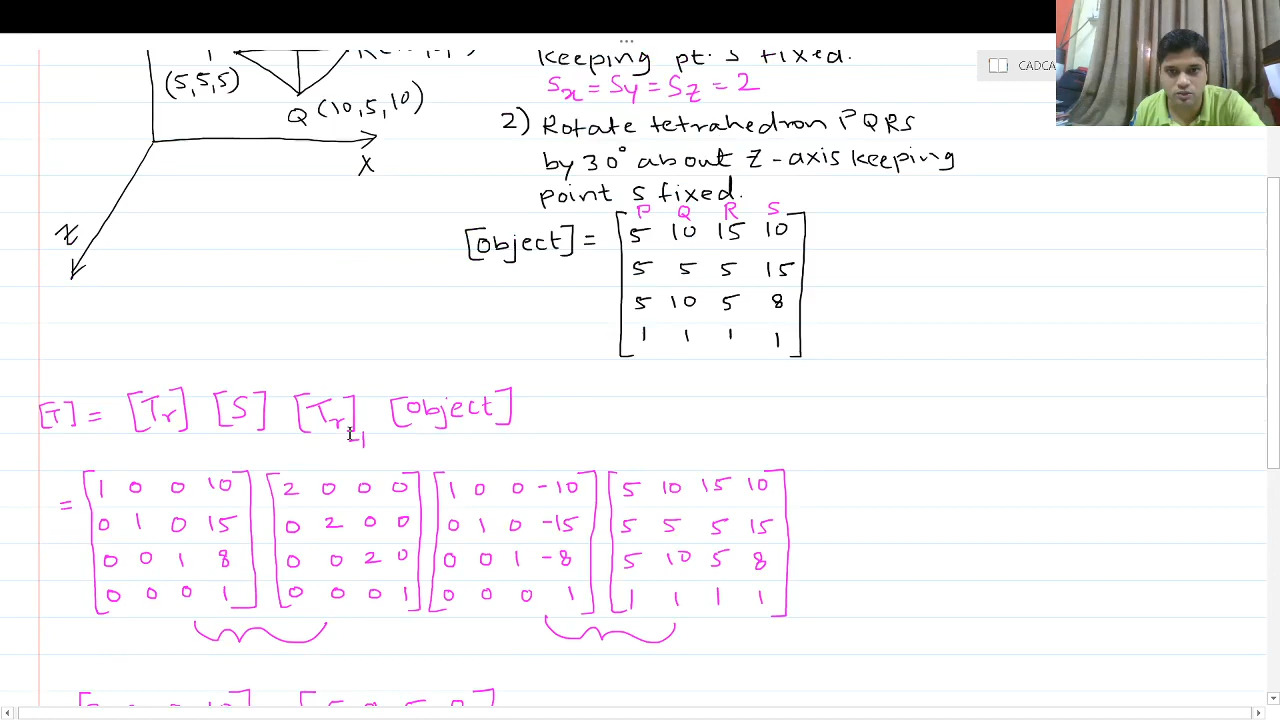 keeping pt. S fixed.
(5,5,5)
Sx = Sy = Sz = 2
Q (10,5,10)
X
Z
2) Rotate tetrahedron PQRS
by 30° about Z-axis keeping
point S fixed.
P Q R S
[object] = 5 10 15 10
5 5 5 15
5 10 5 8
1 1 1 1
[T] = [Tr] [S] [Tr]-1 [object]
= [1 0 0 10] [2 0 0 0] [1 0 0 -10] [5 10 15 10]
0 1 0 15 0 2 0 0 0 1 0 -15 5 5 5 15
0 0 1 8 0 0 2 0 0 0 1 -8 5 10 5 8
0 0 0 1 0 0 0 1 0 0 0 1 1 1 1 1
CADCA